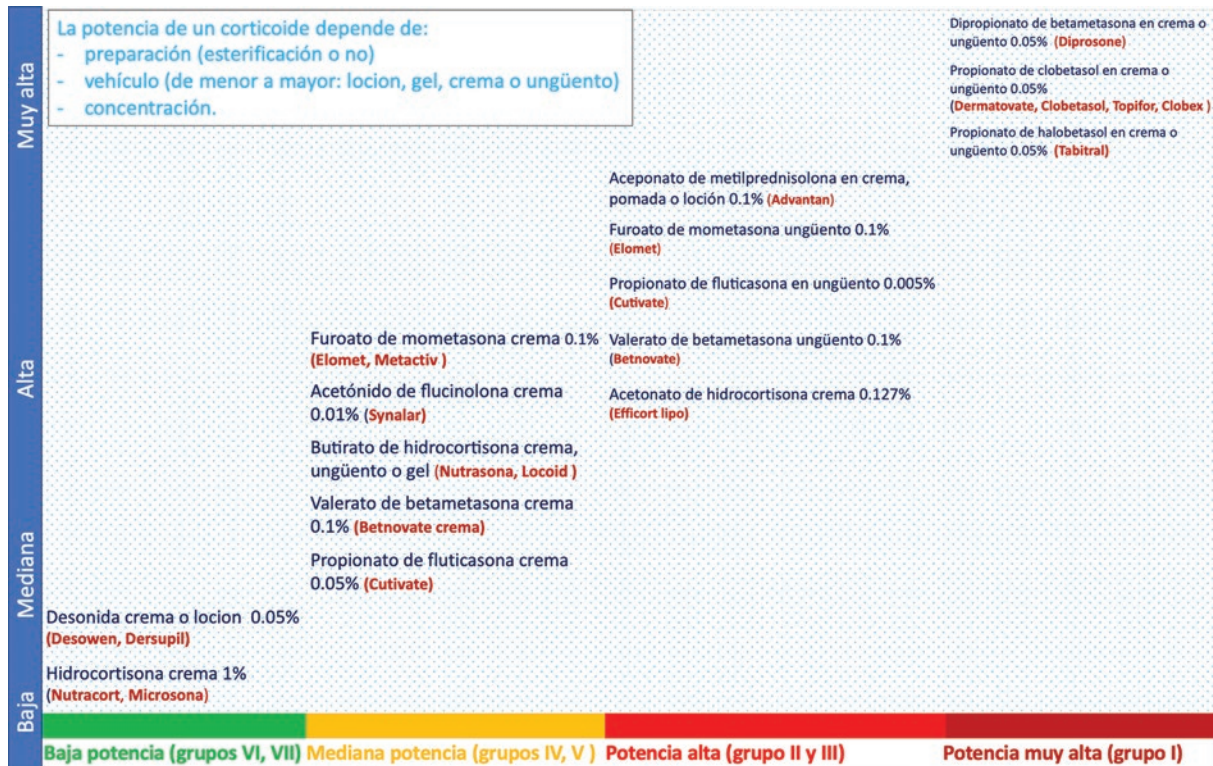 La potencia de un corticoide depende de:
- preparación (esterificación o no)
- vehículo (de menor a mayor: locion, gel, crema o ungüento)
- concentración.
Muy alta
Alta
Mediana
Baja
Dipropionato de betametasona en crema o
ungüento 0.05% (Diprosone)
Propionato de clobetasol en crema o
ungüento 0.05%
(Dermatovate, Clobetasol, Topifor, Clobex )
Propionato de halobetasol en crema o
ungüento 0.05% (Tabitral)
Aceponato de metilprednisolona en crema,
pomada o loción 0.1% (Advantan)
Furoato de mometasona ungüento 0.1%
(Elomet)
Propionato de fluticasona en ungüento 0.005%
(Cutivate)
Valerato de betametasona ungüento 0.1%
(Betnovate)
Acetonato de hidrocortisona crema 0.127%
(Efficort lipo)
Furoato de mometasona crema 0.1%
(Elomet, Metactiv )
Acetónido de flucinolona crema
0.01% (Synalar)
Butirato de hidrocortisona crema,
ungüento o gel (Nutrasona, Locoid )
Valerato de betametasona crema
0.1% (Betnovate crema)
Propionato de fluticasona crema
0.05% (Cutivate)
Desonida crema o locion 0.05%
(Desowen, Dersupil)
Hidrocortisona crema 1%
(Nutracort, Microsona)
Baja potencia (grupos VI, VII)
Mediana potencia (grupos IV, V )
Potencia alta (grupo II y III)
Potencia muy alta (grupo I)